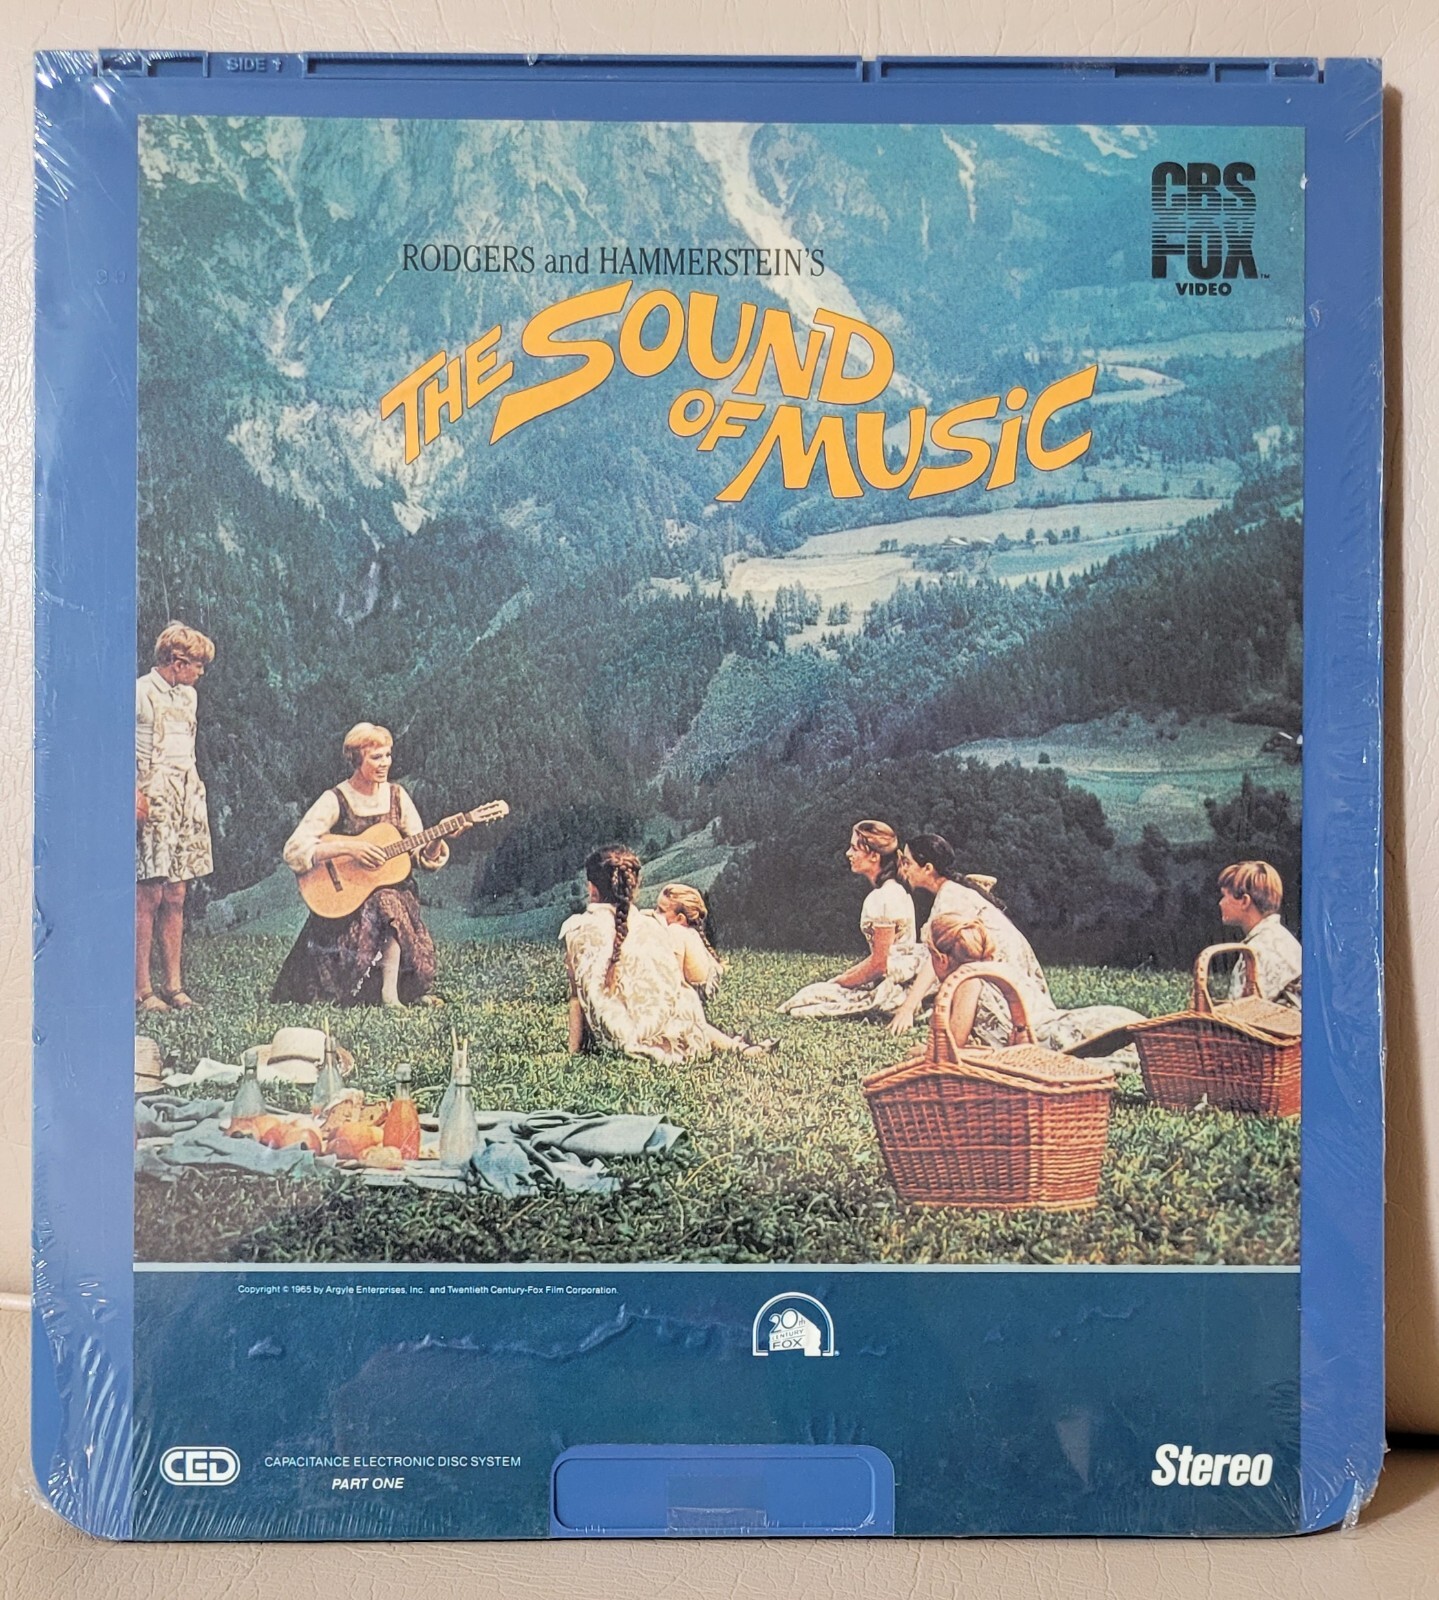 SIDE 1
CBS
FOX
VIDEO
RODGERS and HAMMERSTEIN'S
THE SOUND
OF MUSiC
Copyright © 1965 by Argyle Enterprises, Inc. and Twentieth Century-Fox Film Corporation.
20th
CENTURY
FOX
CED
CAPACITANCE ELECTRONIC DISC SYSTEM
PART ONE
Stereo